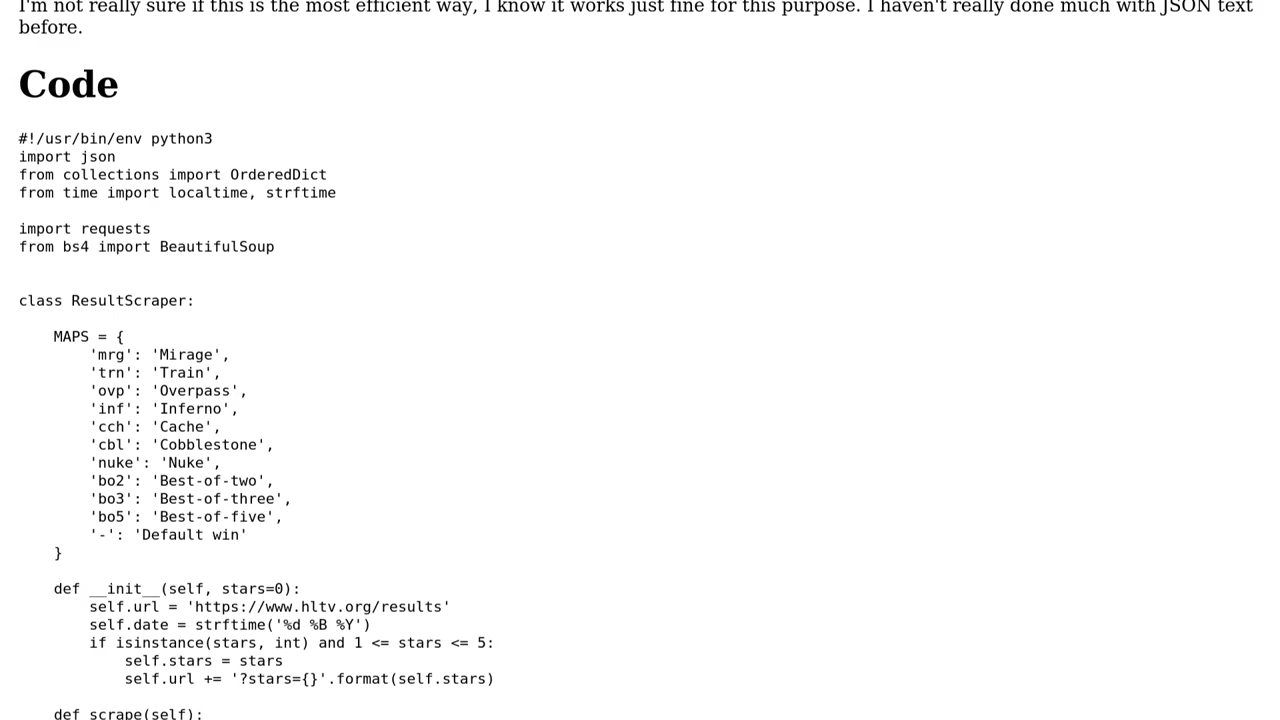 I'm not really sure if this is the most efficient way, I know it works just fine for this purpose. I haven't really done much with JSON text
before.
Code
#!/usr/bin/env python3
import json
from collections import OrderedDict
from time import localtime, strftime

import requests
from bs4 import BeautifulSoup


class ResultScraper:

    MAPS = {
        'mrg': 'Mirage',
        'trn': 'Train',
        'ovp': 'Overpass',
        'inf': 'Inferno',
        'cch': 'Cache',
        'cbl': 'Cobblestone',
        'nuke': 'Nuke',
        'bo2': 'Best-of-two',
        'bo3': 'Best-of-three',
        'bo5': 'Best-of-five',
        '-': 'Default win'
    }

    def __init__(self, stars=0):
        self.url = 'https://www.hltv.org/results'
        self.date = strftime('%d %B %Y')
        if isinstance(stars, int) and 1 <= stars <= 5:
            self.stars = stars
            self.url += '?stars={}'.format(self.stars)

    def scrape(self):